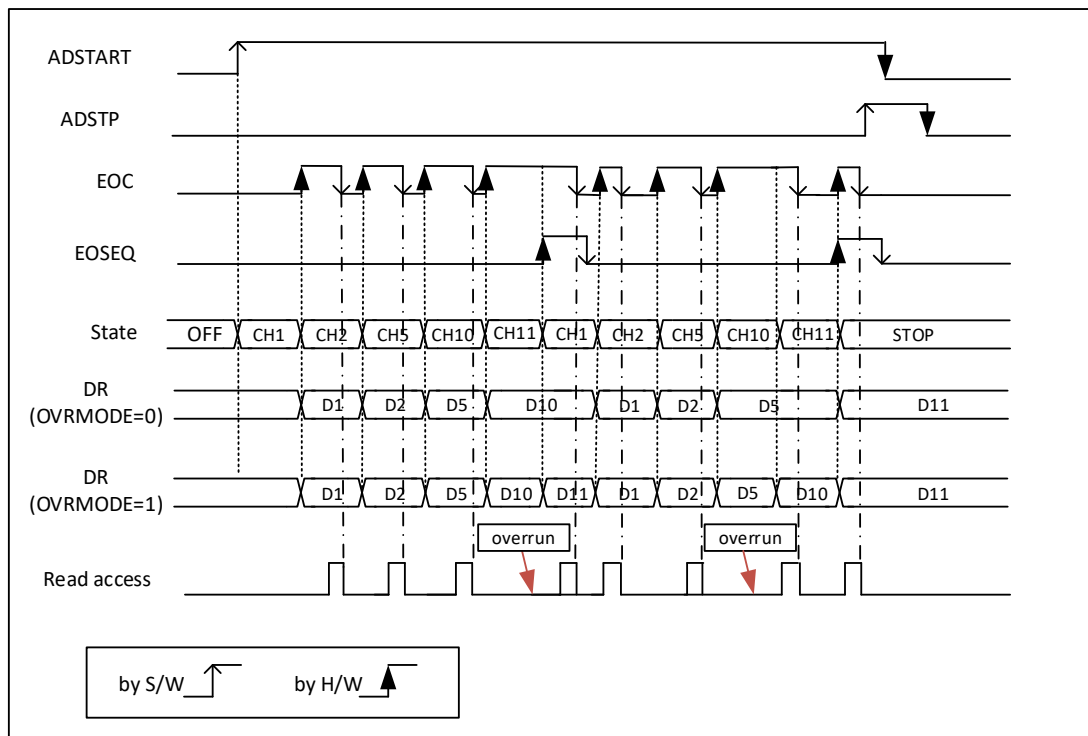 ADSTART
ADSTP
EOC
EOSEQ
State OFF CH1 CH2 CH5 CH10 CH11 CH1 CH2 CH5 CH10 CH11 STOP
DR
(OVRMODE=0) D1 D2 D5 D10 D1 D2 D5 D11
DR
(OVRMODE=1) D1 D2 D5 D10 D11 D1 D2 D5 D10 D11
overrun overrun
Read access
by S/W by H/W